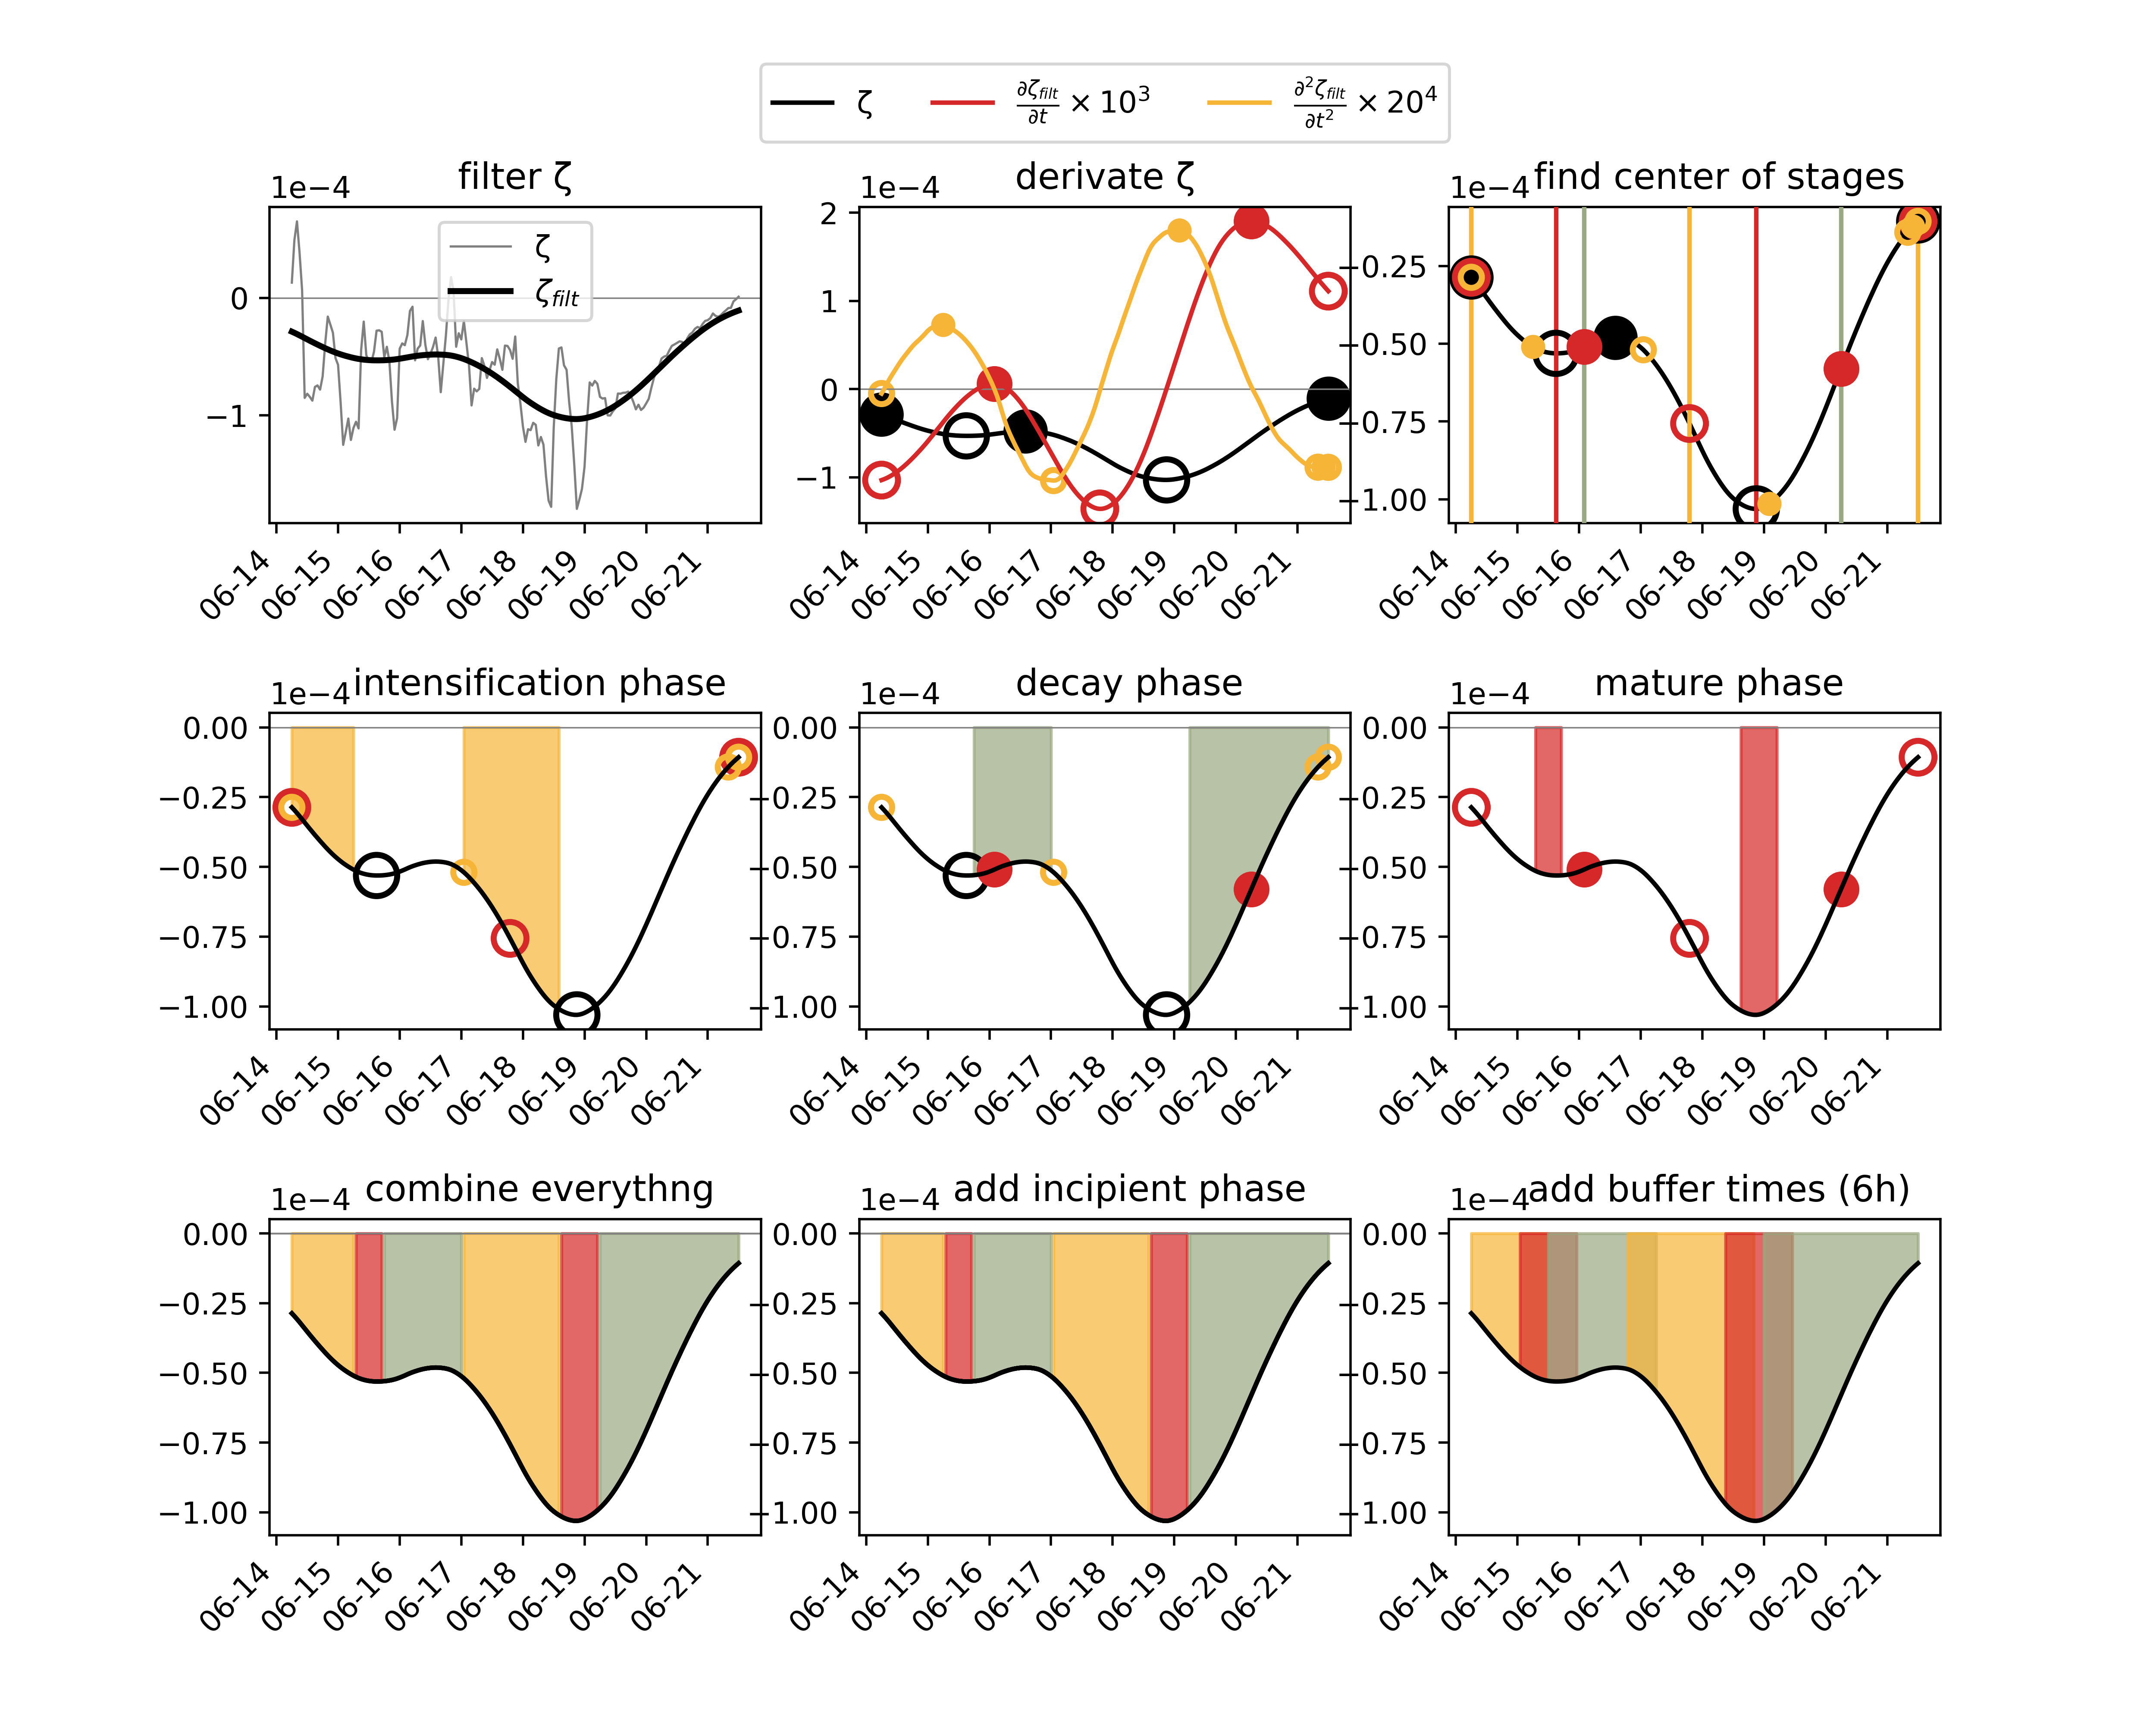 ζ ∂ζ_filt/∂t × 10³ ∂²ζ_filt/∂t² × 20⁴
filter ζ
1e−4
ζ
ζ_filt
0
−1
06-14 06-15 06-16 06-17 06-18 06-19 06-20 06-21
derivate ζ
1e−4
2
1
0
−1
06-14 06-15 06-16 06-17 06-18 06-19 06-20 06-21
find center of stages
1e−4
−0.25
−0.50
−0.75
−1.00
06-14 06-15 06-16 06-17 06-18 06-19 06-20 06-21
intensification phase
1e−4
0.00
−0.25
−0.50
−0.75
−1.00
06-14 06-15 06-16 06-17 06-18 06-19 06-20 06-21
decay phase
1e−4
0.00
−0.25
−0.50
−0.75
−1.00
06-14 06-15 06-16 06-17 06-18 06-19 06-20 06-21
mature phase
1e−4
0.00
−0.25
−0.50
−0.75
−1.00
06-14 06-15 06-16 06-17 06-18 06-19 06-20 06-21
combine everythng
1e−4
0.00
−0.25
−0.50
−0.75
−1.00
06-14 06-15 06-16 06-17 06-18 06-19 06-20 06-21
add incipient phase
1e−4
0.00
−0.25
−0.50
−0.75
−1.00
06-14 06-15 06-16 06-17 06-18 06-19 06-20 06-21
add buffer times (6h)
1e−4
0.00
−0.25
−0.50
−0.75
−1.00
06-14 06-15 06-16 06-17 06-18 06-19 06-20 06-21